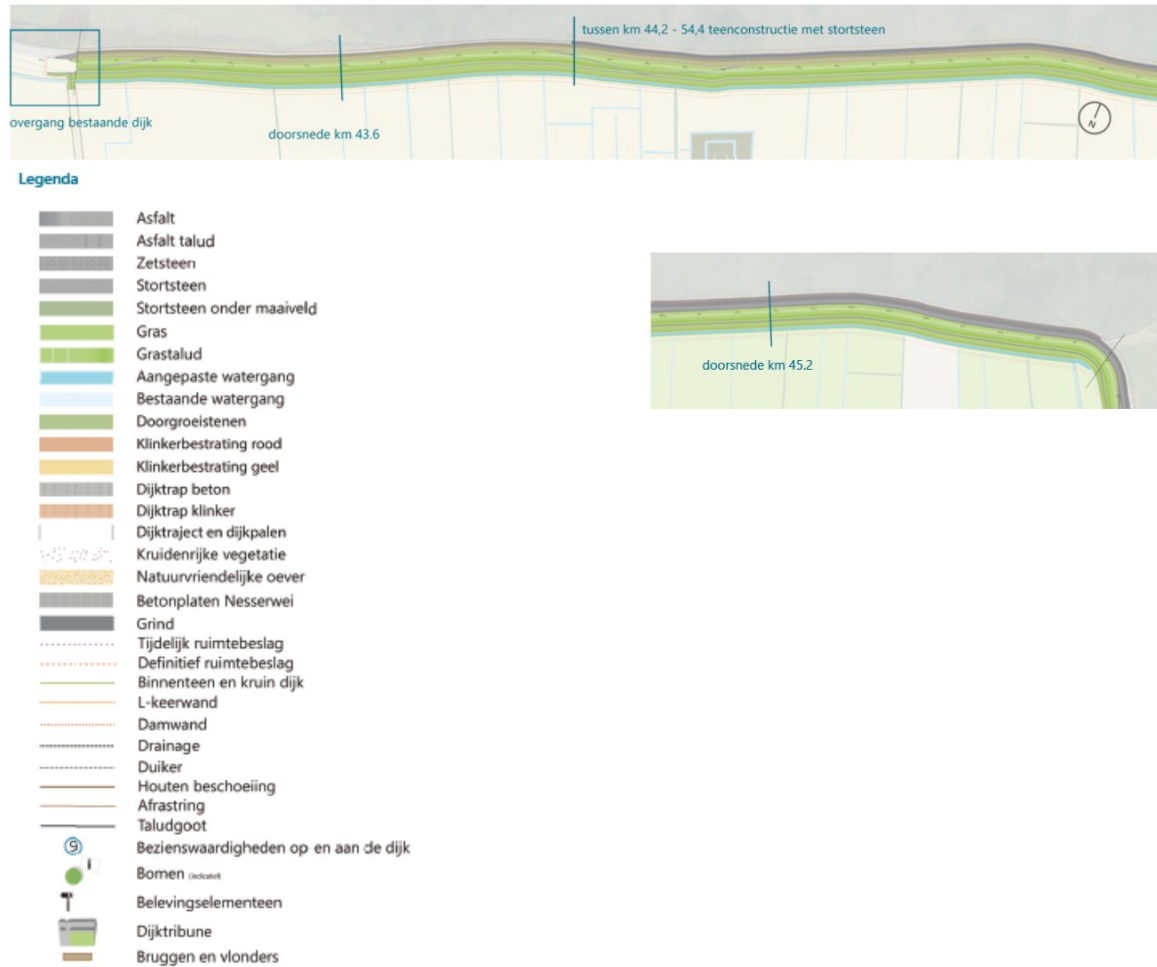 tussen km 44,2 - 54,4 teenconstructie met stortsteen
overgang bestaande dijk
doorsnede km 43.6
N
Legenda
Asfalt
Asfalt talud
Zetsteen
Stortsteen
Stortsteen onder maaiveld
Gras
Grastalud
Aangepaste watergang
Bestaande watergang
Doorgroeistenen
Klinkerbestrating rood
Klinkerbestrating geel
Dijktrap beton
Dijktrap klinker
Dijktraject en dijkpalen
Kruidenrijke vegetatie
Natuurvriendelijke oever
Betonplaten Nesserwei
Grind
Tijdelijk ruimtebeslag
Definitief ruimtebeslag
Binnenteen en kruin dijk
L-keerwand
Damwand
Drainage
Duiker
Houten beschoeiing
Afrastring
Taludgoot
9 Bezienswaardigheden op en aan de dijk
Bomen (indicatief)
Belevingselementeen
Dijktribune
Bruggen en vlonders
doorsnede km 45.2